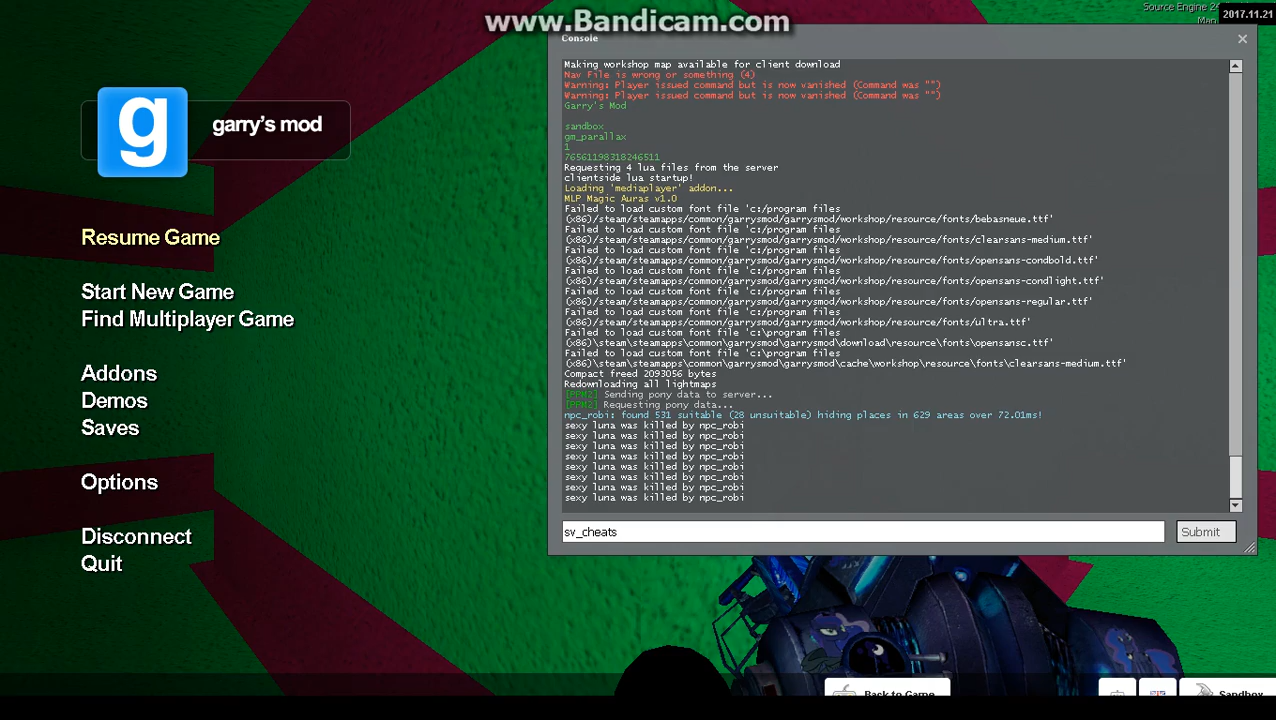 www.Bandicam.com
Source Engine 2
2017.11.21
Console
Making workshop map available for client download
Nav File is wrong or something (4)
Warning: Player issued command but is now vanished (Command was "")
Warning: Player issued command but is now vanished (Command was "")
Garry's Mod
sandbox
gm_parallax
1
76561198318246511
Requesting 4 lua files from the server
clientside lua startup!
Loading 'mediaplayer' addon...
MLP Magic Auras v1.0
Failed to load custom font file 'c:/program files
(x86)/steam/steamapps/common/garrysmod/garrysmod/workshop/resource/fonts/bebasneue.ttf'
Failed to load custom font file 'c:/program files
(x86)/steam/steamapps/common/garrysmod/garrysmod/workshop/resource/fonts/clearsans-medium.ttf'
Failed to load custom font file 'c:/program files
(x86)/steam/steamapps/common/garrysmod/garrysmod/workshop/resource/fonts/opensans-condbold.ttf'
Failed to load custom font file 'c:/program files
(x86)/steam/steamapps/common/garrysmod/garrysmod/workshop/resource/fonts/opensans-condlight.ttf'
Failed to load custom font file 'c:/program files
(x86)/steam/steamapps/common/garrysmod/garrysmod/workshop/resource/fonts/opensans-regular.ttf'
Failed to load custom font file 'c:/program files
(x86)/steam/steamapps/common/garrysmod/garrysmod/workshop/resource/fonts/ultra.ttf'
Failed to load custom font file 'c:\program files
(x86)\steam\steamapps\common\garrysmod\garrysmod\download\resource\fonts\opensansc.ttf'
Failed to load custom font file 'c:\program files
(x86)\steam\steamapps\common\garrysmod\garrysmod\cache\workshop\resource\fonts\clearsans-medium.ttf'
Compact freed 2093056 bytes
Redownloading all lightmaps
[PPM2] Sending pony data to server...
[PPM2] Requesting pony data...
npc_robi: found 531 suitable (28 unsuitable) hiding places in 629 areas over 72.01ms!
sexy luna was killed by npc_robi
sexy luna was killed by npc_robi
sexy luna was killed by npc_robi
sexy luna was killed by npc_robi
sexy luna was killed by npc_robi
sexy luna was killed by npc_robi
sexy luna was killed by npc_robi
sexy luna was killed by npc_robi
sv_cheats
Submit
g
garry's mod
Resume Game
Start New Game
Find Multiplayer Game
Addons
Demos
Saves
Options
Disconnect
Quit
Back to Game
Sandbox